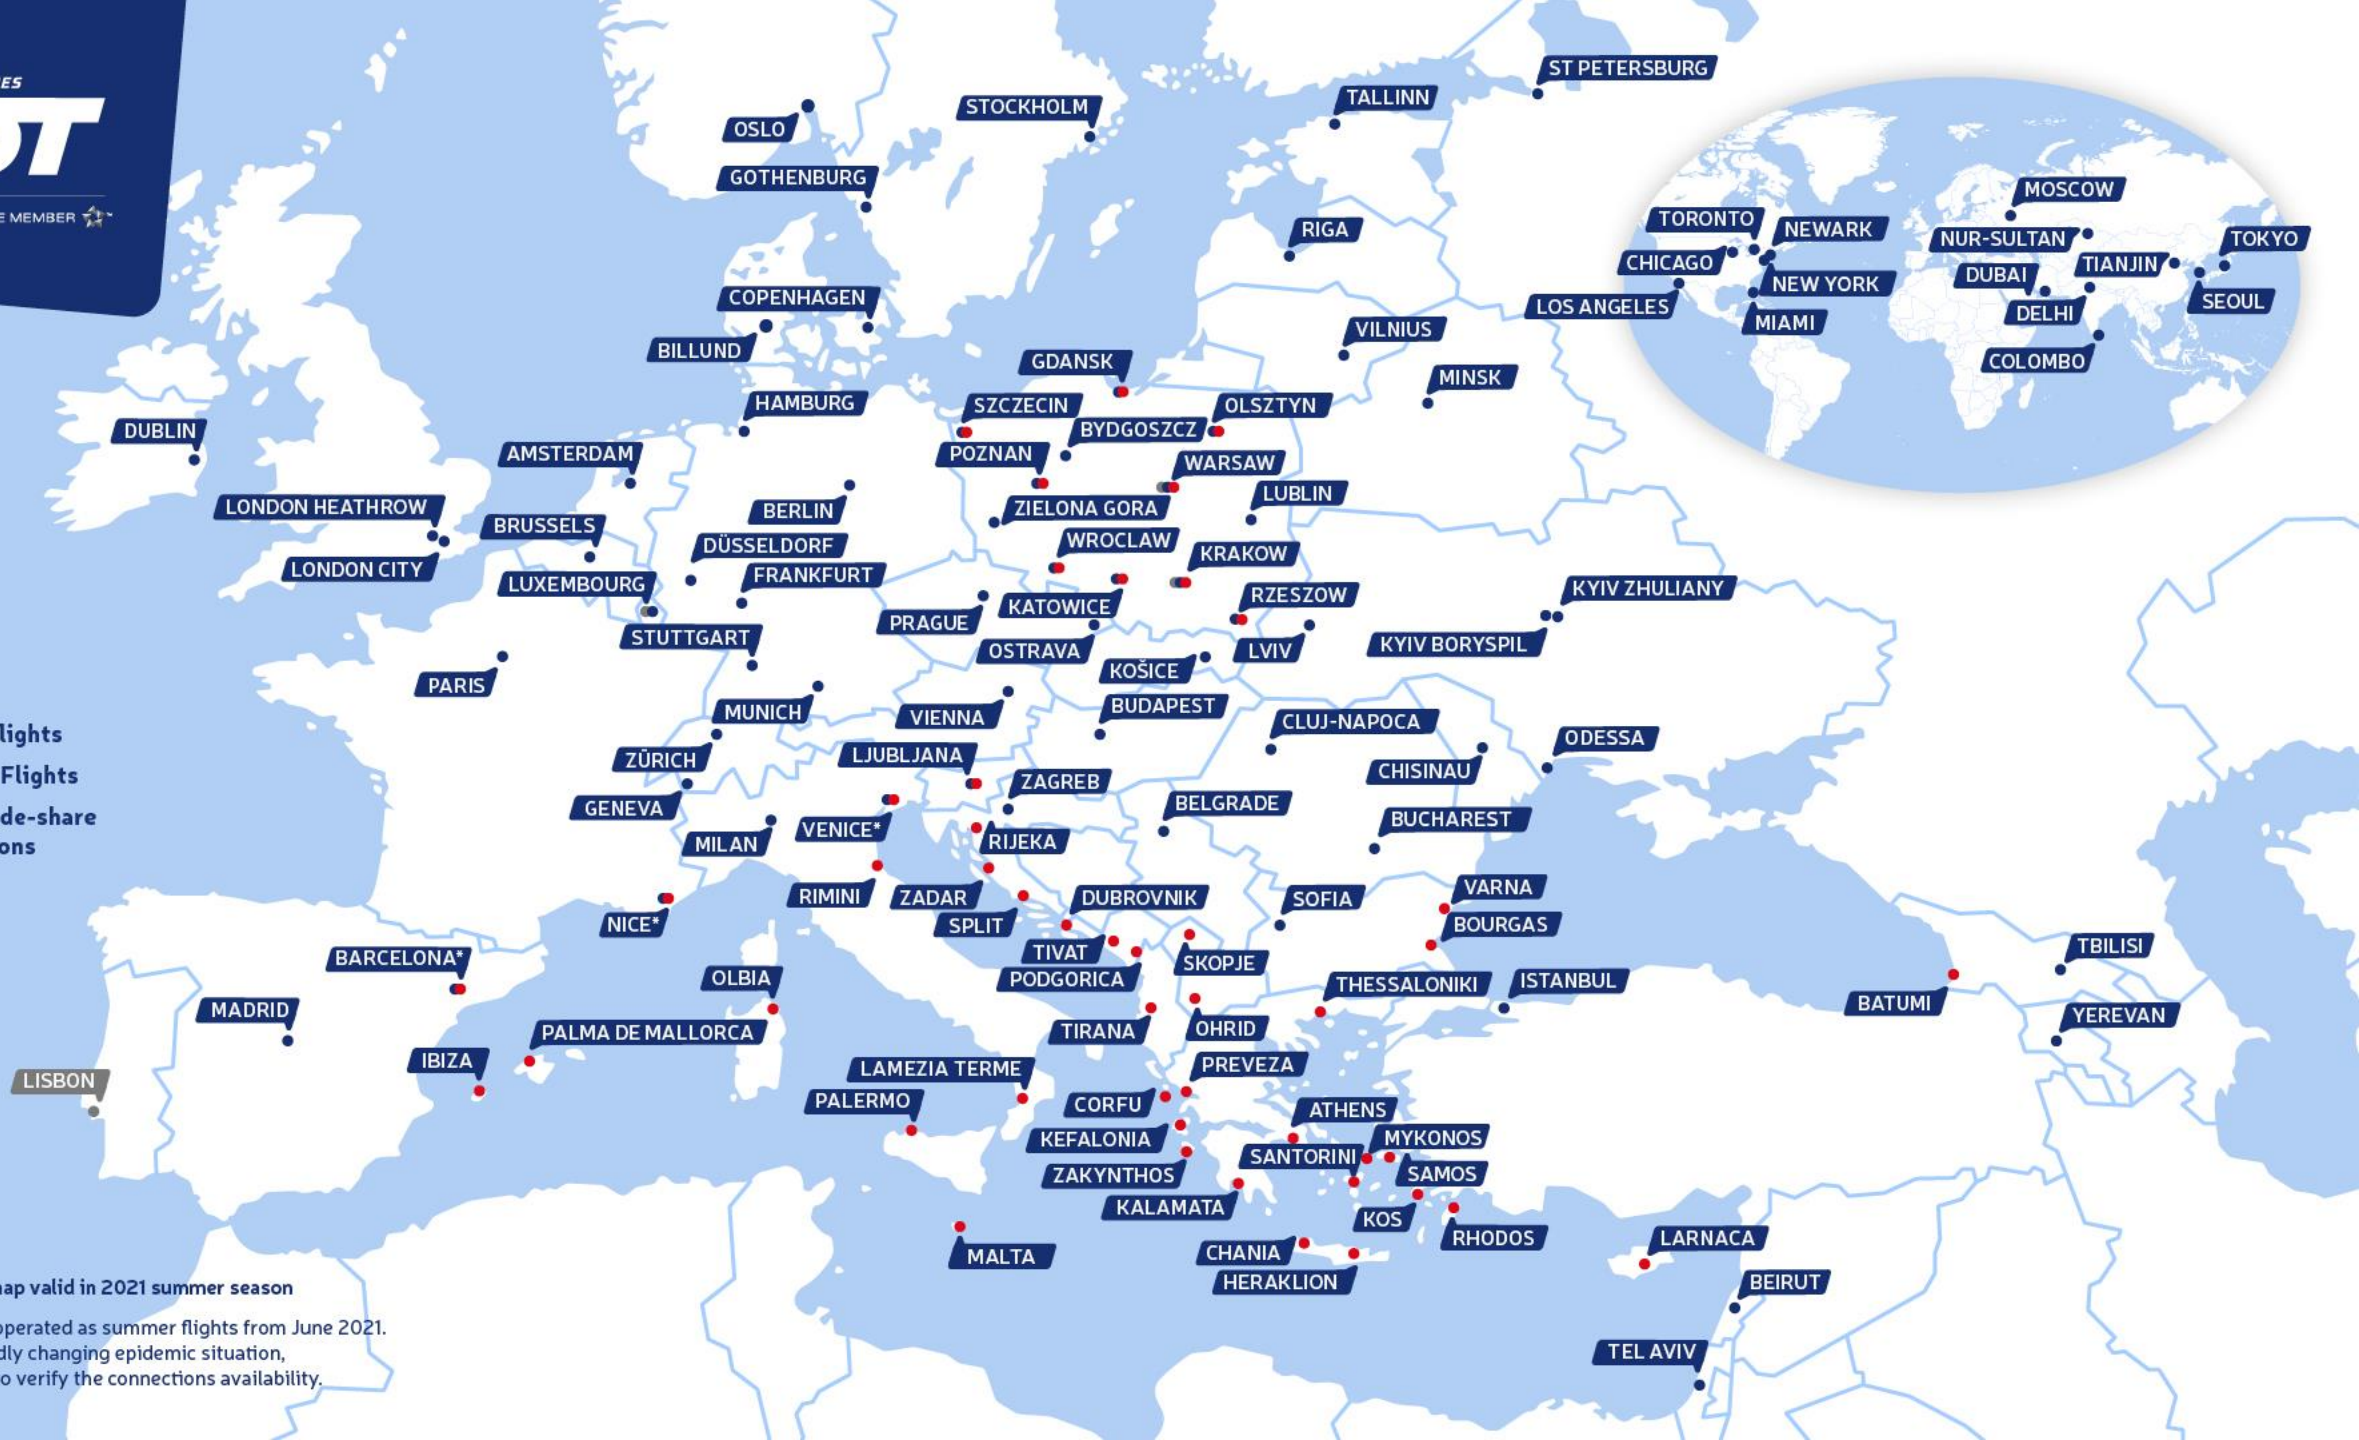 ES
OT
E MEMBER
ST PETERSBURG
TALLINN
STOCKHOLM
OSLO
GOTHENBURG
MOSCOW
TORONTO
NEWARK
NUR-SULTAN
TOKYO
CHICAGO
TIANJIN
DUBAI
NEW YORK
LOS ANGELES
SEOUL
DELHI
MIAMI
COLOMBO
RIGA
COPENHAGEN
VILNIUS
BILLUND
GDANSK
MINSK
HAMBURG
SZCZECIN
OLSZTYN
DUBLIN
BYDGOSZCZ
AMSTERDAM
POZNAN
WARSAW
LUBLIN
LONDON HEATHROW
BERLIN
ZIELONA GORA
BRUSSELS
DÜSSELDORF
WROCLAW
KRAKOW
LONDON CITY
LUXEMBOURG
FRANKFURT
KYIV ZHULIANY
RZESZOW
KATOWICE
PRAGUE
STUTTGART
OSTRAVA
LVIV
KYIV BORYSPIL
KOŠICE
PARIS
MUNICH
VIENNA
BUDAPEST
CLUJ-NAPOCA
lights
ODESSA
ZÜRICH
LJUBLJANA
CHISINAU
Flights
ZAGREB
GENEVA
BELGRADE
de-share
BUCHAREST
VENICE*
MILAN
RIJEKA
ons
VARNA
RIMINI
ZADAR
DUBROVNIK
SOFIA
NICE*
SPLIT
BOURGAS
TBILISI
BARCELONA*
TIVAT
SKOPJE
OLBIA
PODGORICA
THESSALONIKI
ISTANBUL
BATUMI
MADRID
YEREVAN
PALMA DE MALLORCA
TIRANA
OHRID
IBIZA
LAMEZIA TERME
PREVEZA
LISBON
PALERMO
CORFU
ATHENS
KEFALONIA
MYKONOS
SANTORINI
ZAKYNTHOS
SAMOS
KALAMATA
KOS
RHODOS
LARNACA
MALTA
CHANIA
HERAKLION
BEIRUT
ap valid in 2021 summer season
operated as summer flights from June 2021.
dly changing epidemic situation,
o verify the connections availability.
TEL AVIV